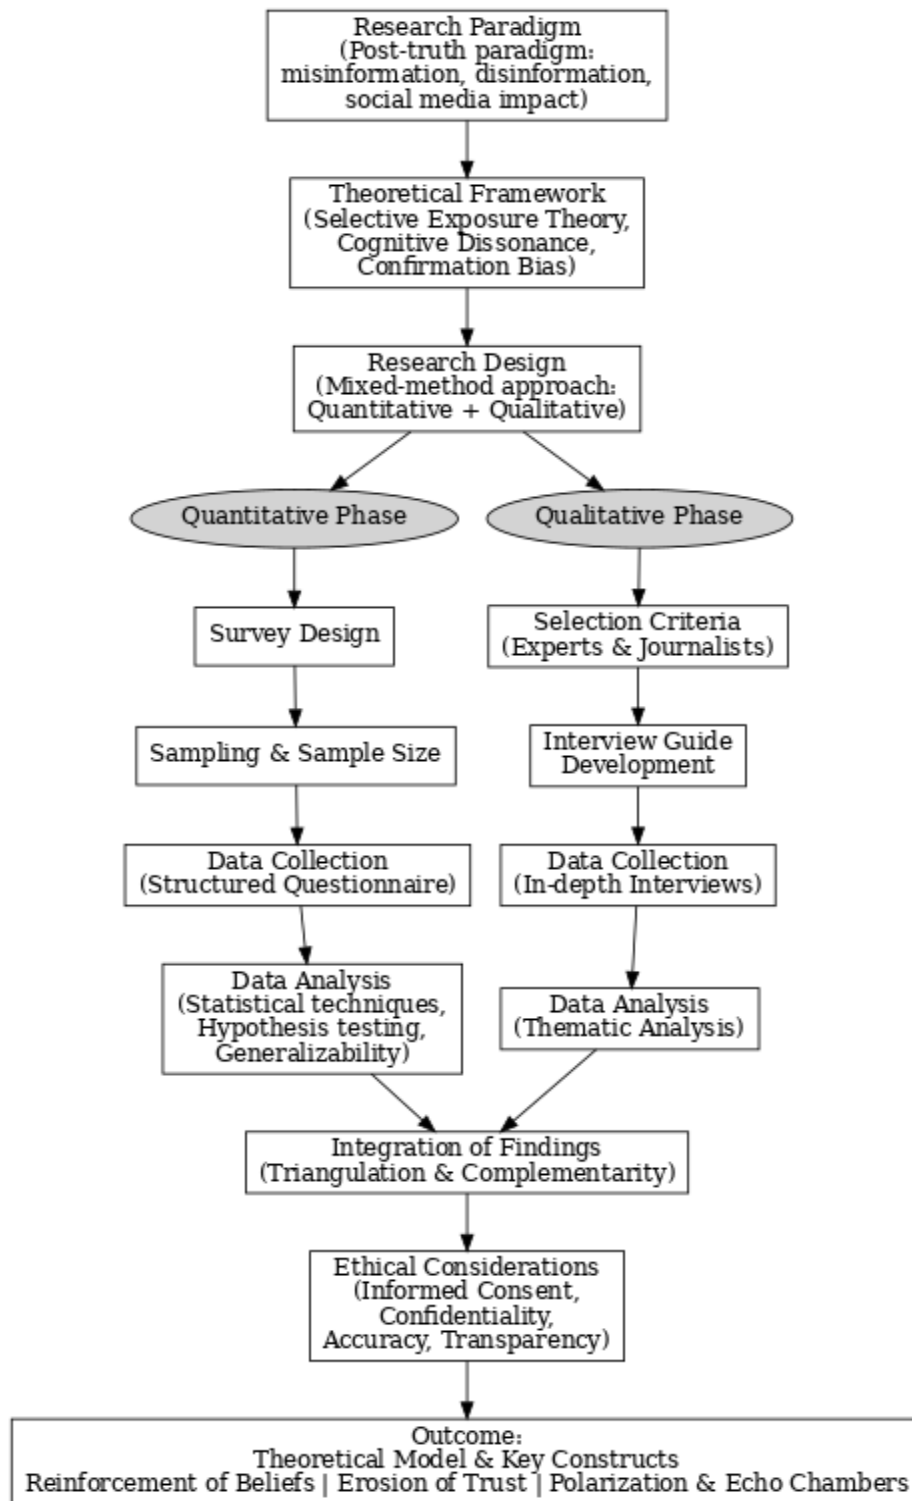 Research Paradigm
(Post-truth paradigm:
misinformation, disinformation,
social media impact)
Theoretical Framework
(Selective Exposure Theory,
Cognitive Dissonance,
Confirmation Bias)
Research Design
(Mixed-method approach:
Quantitative + Qualitative)
Quantitative Phase
Qualitative Phase
Survey Design
Selection Criteria
(Experts & Journalists)
Sampling & Sample Size
Interview Guide
Development
Data Collection
(Structured Questionnaire)
Data Collection
(In-depth Interviews)
Data Analysis
(Statistical techniques,
Hypothesis testing,
Generalizability)
Data Analysis
(Thematic Analysis)
Integration of Findings
(Triangulation & Complementarity)
Ethical Considerations
(Informed Consent,
Confidentiality,
Accuracy, Transparency)
Outcome:
Theoretical Model & Key Constructs
Reinforcement of Beliefs | Erosion of Trust | Polarization & Echo Chambers